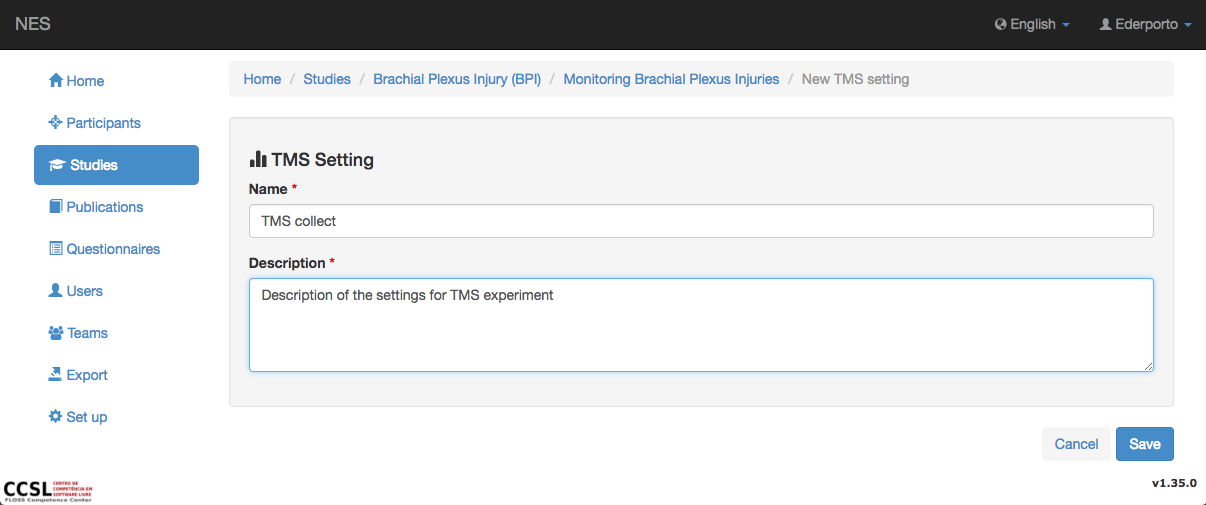 NES
English
Ederporto
Home
Participants
Studies
Publications
Questionnaires
Users
Teams
Export
Set up
Home / Studies / Brachial Plexus Injury (BPI) / Monitoring Brachial Plexus Injuries / New TMS setting
TMS Setting
Name *
TMS collect
Description *
Description of the settings for TMS experiment
Cancel
Save
CCSL
CENTRO DE
COMPETÊNCIA EM
SOFTWARE LIVRE
FLOSS Competence Center
v1.35.0